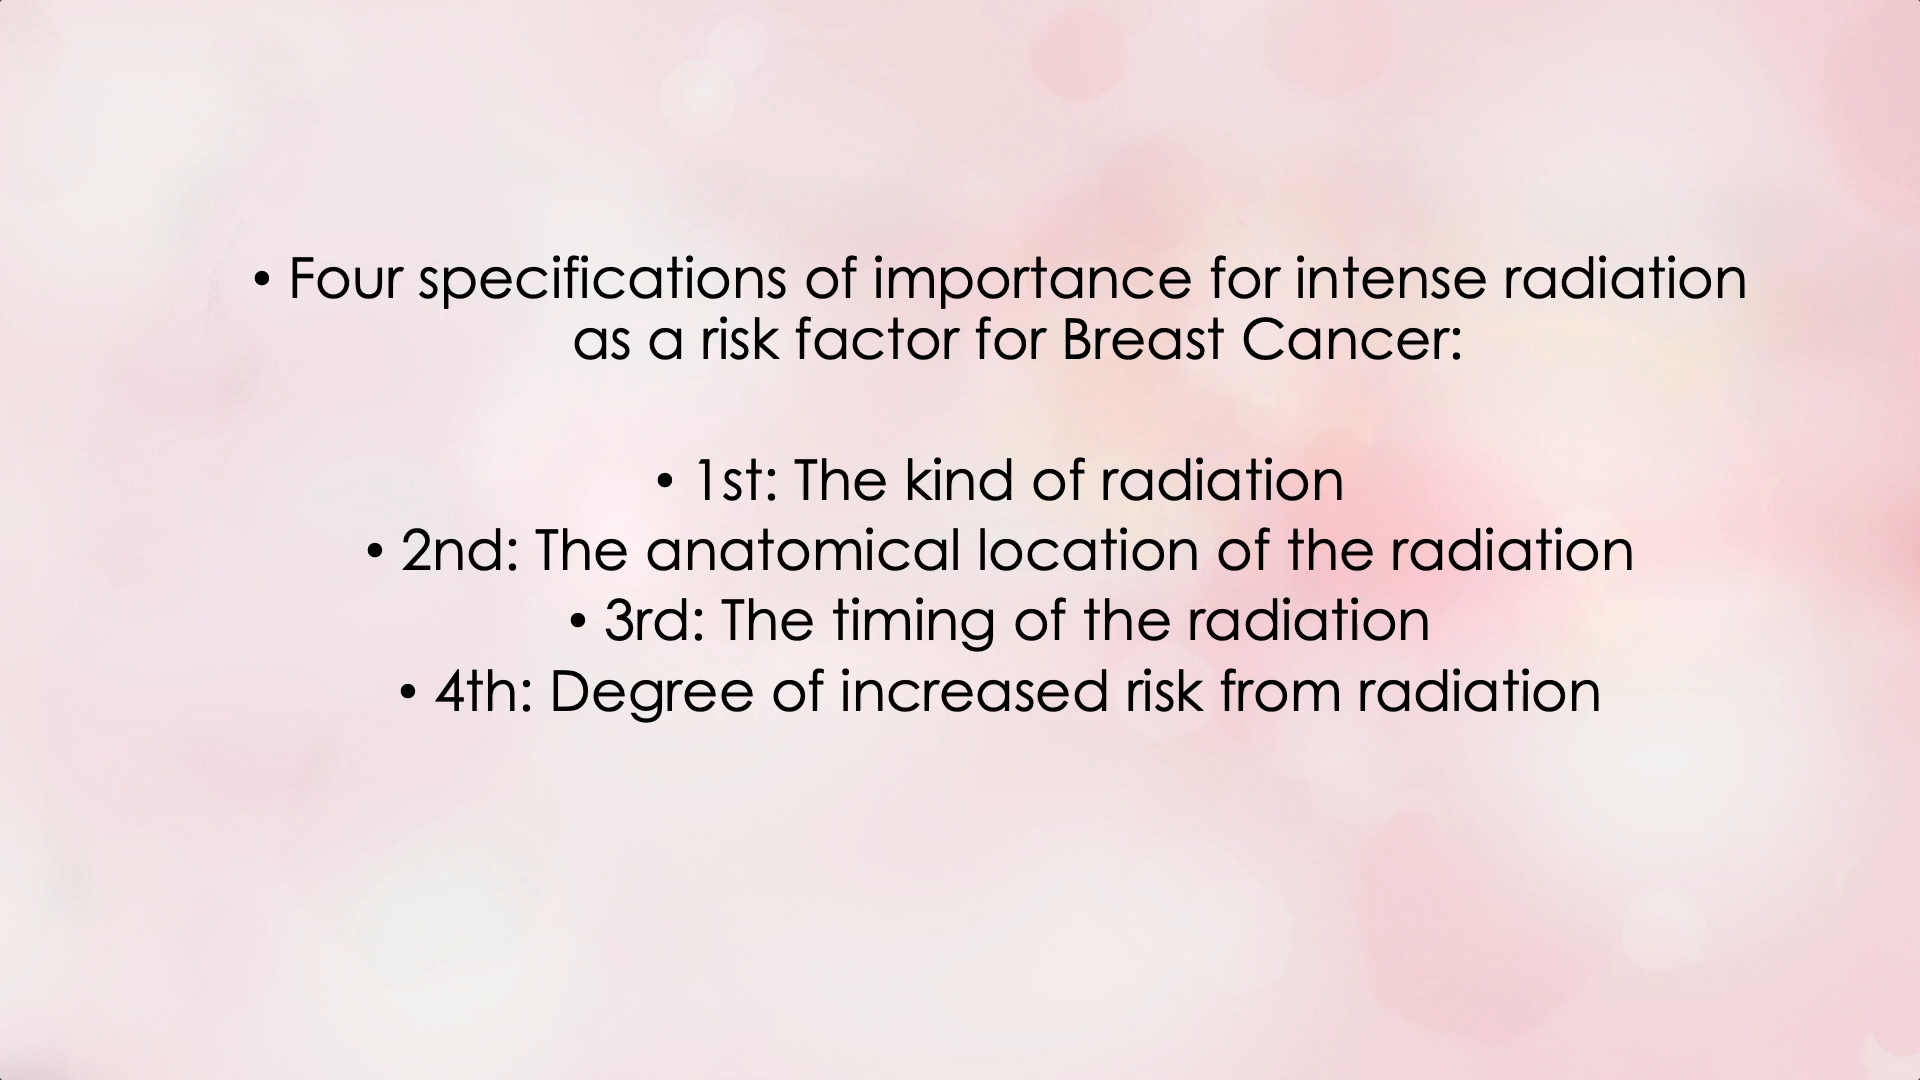 • Four specifications of importance for intense radiation
as a risk factor for Breast Cancer:
• 1st: The kind of radiation
• 2nd: The anatomical location of the radiation
• 3rd: The timing of the radiation
• 4th: Degree of increased risk from radiation